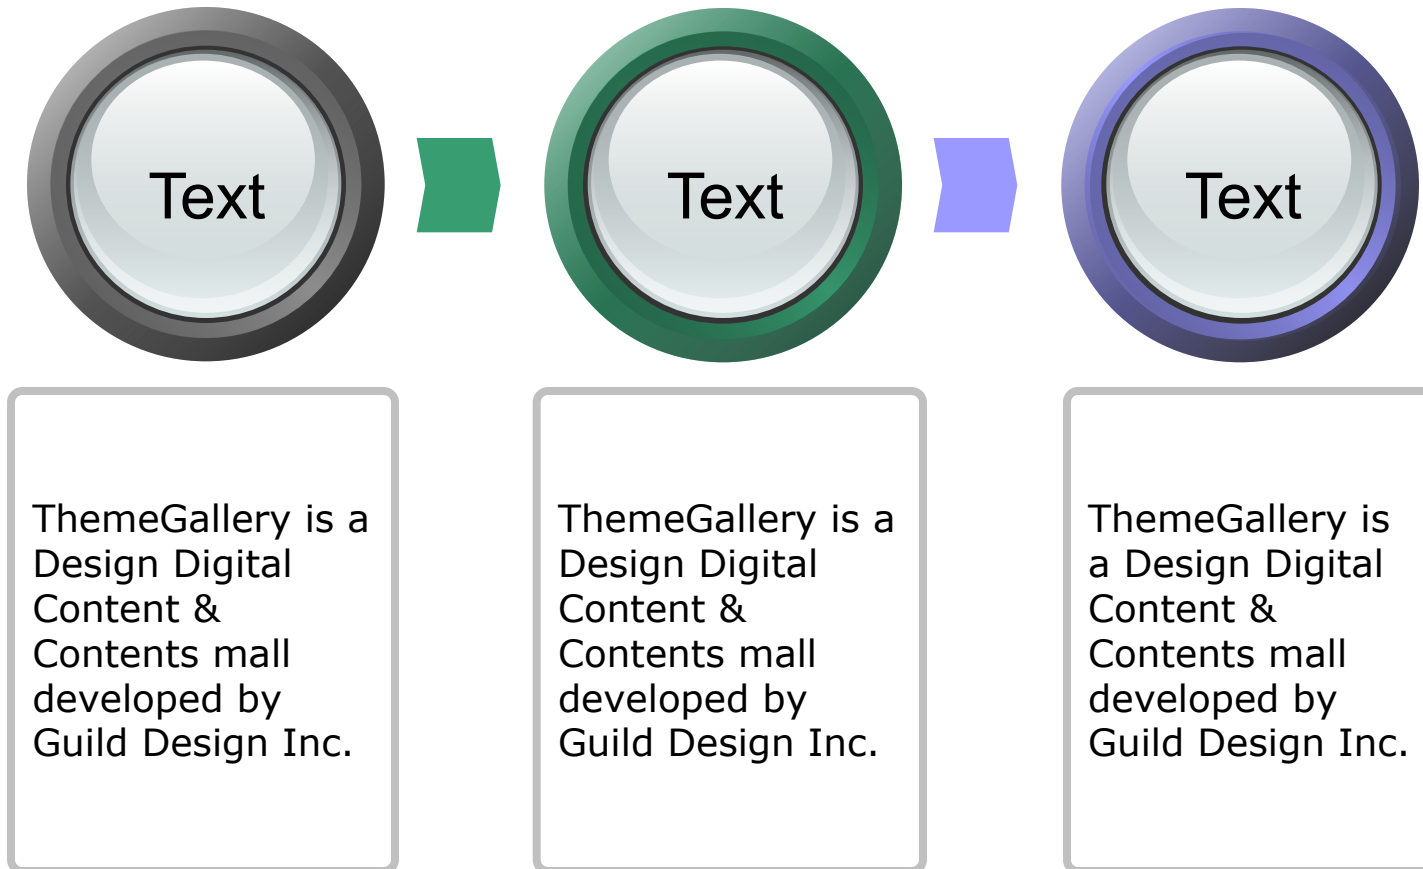 Text
Text
Text
ThemeGallery is a
Design Digital
Content &
Contents mall
developed by
Guild Design Inc.
ThemeGallery is a
Design Digital
Content &
Contents mall
developed by
Guild Design Inc.
ThemeGallery is
a Design Digital
Content &
Contents mall
developed by
Guild Design Inc.